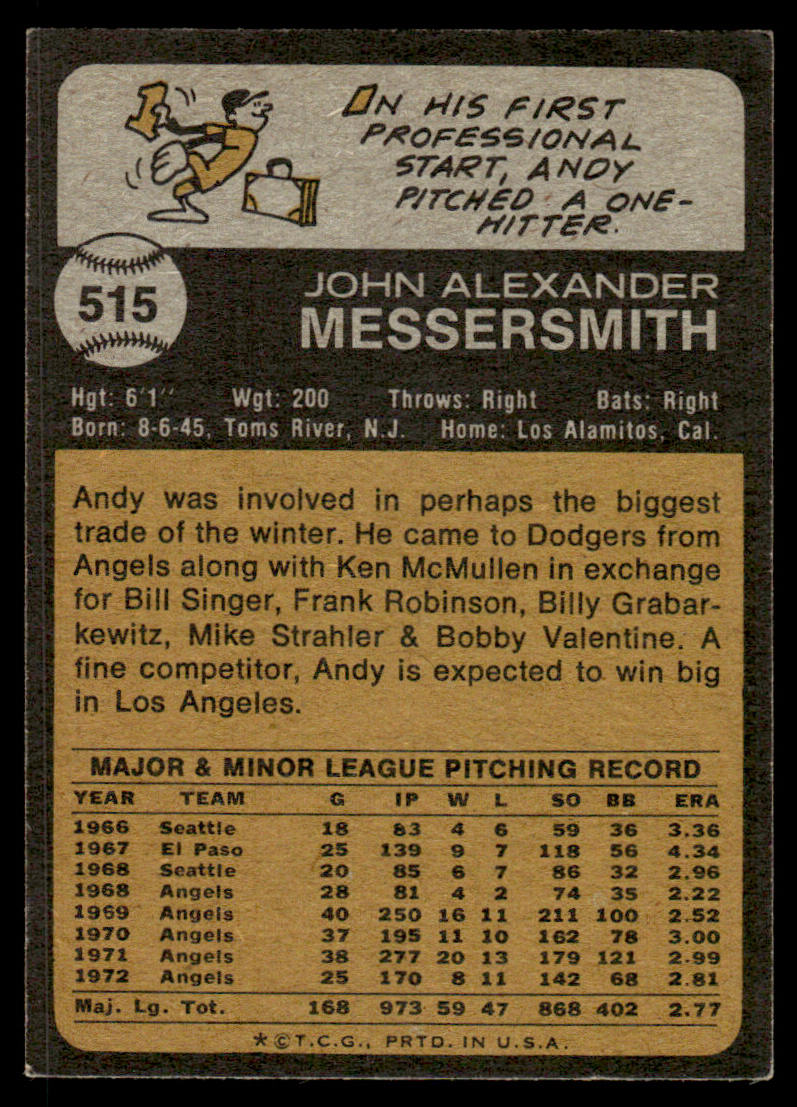 1
ON HIS FIRST
PROFESSIONAL
START, ANDY
PITCHED A ONE-
HITTER.
515
JOHN ALEXANDER
MESSERSMITH
Hgt: 6'1" Wgt: 200 Throws: Right Bats: Right
Born: 8-6-45, Toms River, N.J. Home: Los Alamitos, Cal.
Andy was involved in perhaps the biggest
trade of the winter. He came to Dodgers from
Angels along with Ken McMullen in exchange
for Bill Singer, Frank Robinson, Billy Grabar-
kewitz, Mike Strahler & Bobby Valentine. A
fine competitor, Andy is expected to win big
in Los Angeles.
MAJOR & MINOR LEAGUE PITCHING RECORD
YEAR TEAM G IP W L SO BB ERA
1966 Seattle 18 83 4 6 59 36 3.36
1967 El Paso 25 139 9 7 118 56 4.34
1968 Seattle 20 85 6 7 86 32 2.96
1968 Angels 28 81 4 2 74 35 2.22
1969 Angels 40 250 16 11 211 100 2.52
1970 Angels 37 195 11 10 162 78 3.00
1971 Angels 38 277 20 13 179 121 2.99
1972 Angels 25 170 8 11 142 68 2.81
Maj. Lg. Tot. 168 973 59 47 868 402 2.77
*©T.C.G., PRTD. IN U.S.A.